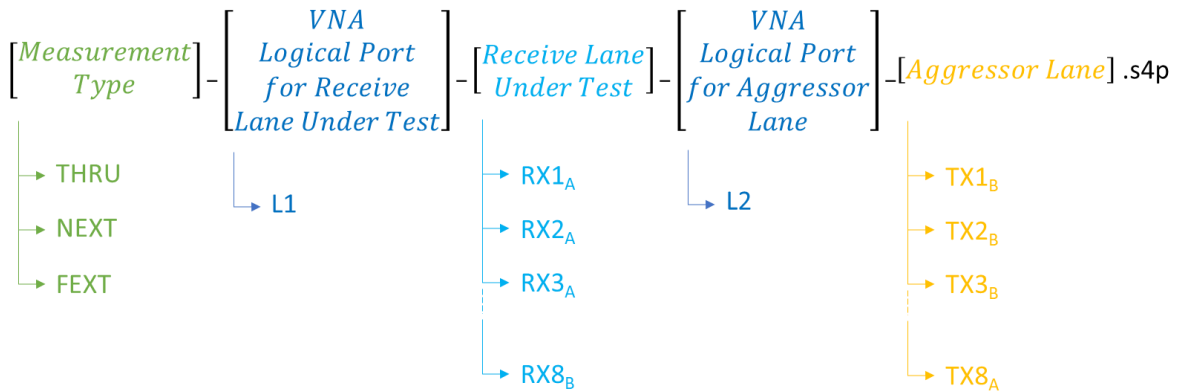 [Measurement Type] – [VNA Logical Port for Receive Lane Under Test] – [Receive Lane Under Test] – [VNA Logical Port for Aggressor Lane] – [Aggressor Lane] .s4p
THRU
NEXT
FEXT
L1
RX1A
RX2A
RX3A
RX8B
L2
TX1B
TX2B
TX3B
TX8A